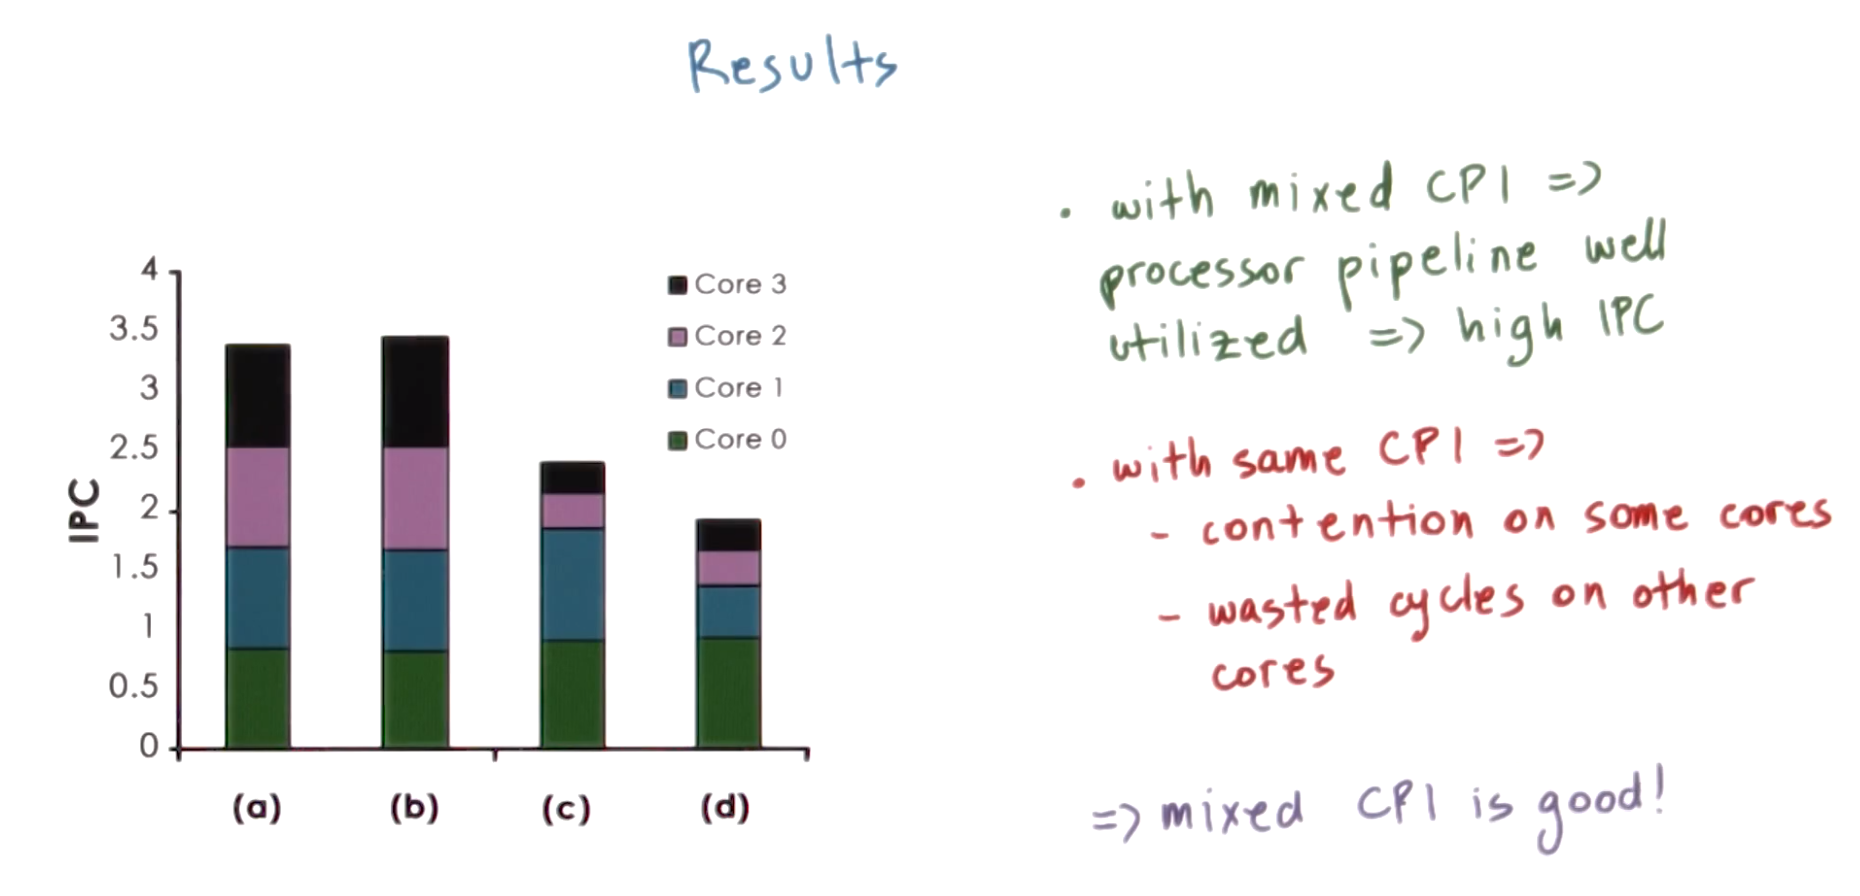 Results
4
3.5
3
2.5
2
1.5
1
0.5
0
IPC
Core 3
Core 2
Core 1
Core 0
(a) (b) (c) (d)
• with mixed CPI =>
processor pipeline well
utilized => high IPC
• with same CPI =>
- contention on some cores
- wasted cycles on other
cores
=> mixed CPI is good!